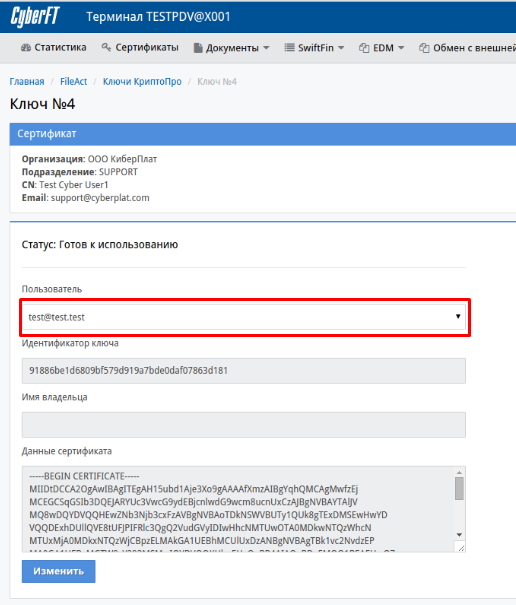 CyberFT Терминал TESTPDV@X001
Статистика Сертификаты Документы SwiftFin EDM Обмен с внешней
Главная / FileAct / Ключи КриптоПро / Ключ №4
Ключ №4
Сертификат
Организация: ООО КиберПлат
Подразделение: SUPPORT
CN: Test Cyber User1
Email: support@cyberplat.com
Статус: Готов к использованию
Пользователь
test@test.test
Идентификатор ключа
91886be1d6809bf579d919a7bde0daf07863d181
Имя владельца
Данные сертификата
-----BEGIN CERTIFICATE-----
MIIDtDCCA2OgAwIBAgITEgAH15ubd1Aje3Xo9gAAAAfXmzAIBgYqhQMCAgMwfzEj
MCEGCSqGSIb3DQEJARYUc3VwcG9ydEBjcnlwdG9wcm8ucnUxCzAJBgNVBAYTAlJV
MQ8wDQYDVQQHEwZNb3Njb3cxFzAVBgNVBAoTDkNSWVBUTy1QUk8gTExDMSEwHwYD
VQQDExhDUllQVE8tUFJPIFRlc3QgQ2VudGVyIDIwHhcNMTUwOTA0MDkwNTQzWhcN
MTUxMjA0MDkxNTQzWjCBpzELMAkGA1UEBhMCUlUxDzANBgNVBAgTBk1vc2NvdzEP
Изменить